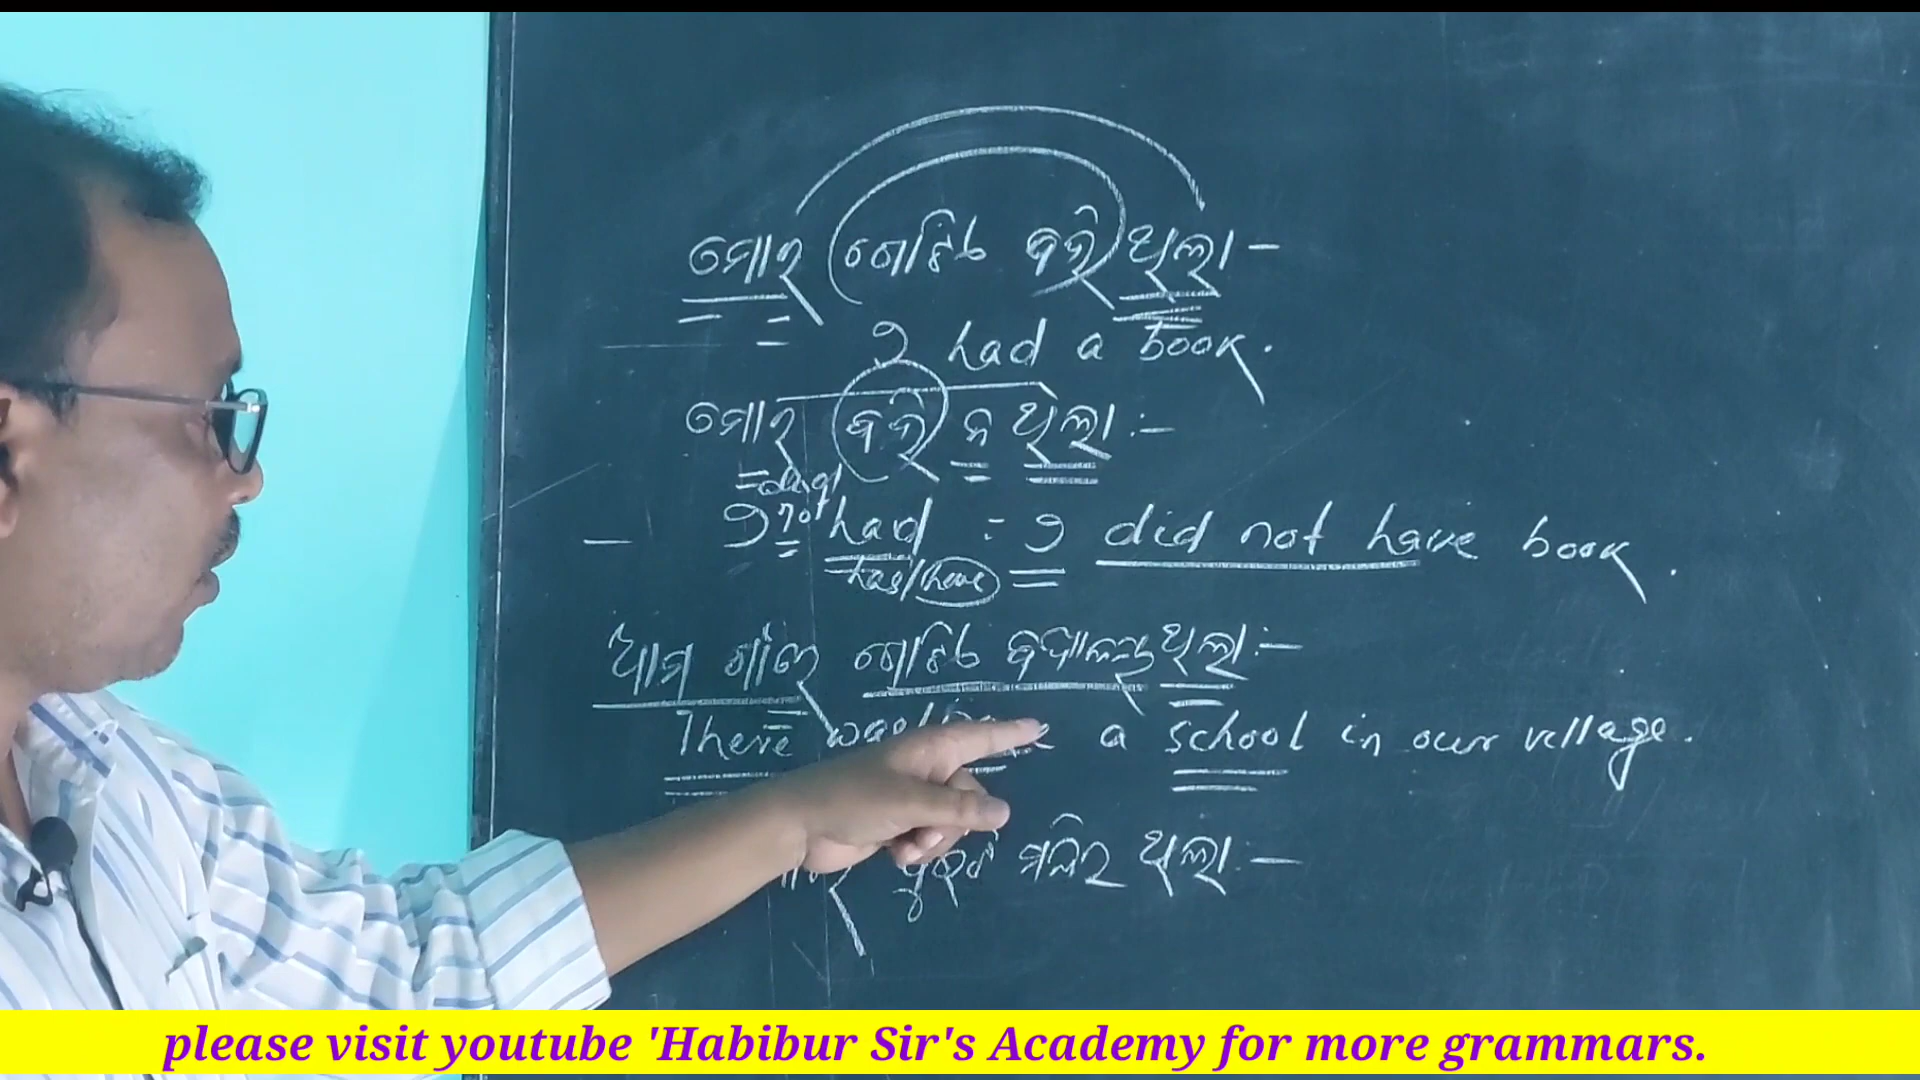 ମୋର ଗୋଟିଏ ବହି ଥିଲା -
I had a book.
ମୋର ବହି ନ ଥିଲା :-
I not had = I did not have book.
has/have
ଆମ ଗାଁରେ ଗୋଟିଏ ବିଦ୍ୟାଳୟ ଥିଲା :-
There was a school in our village.
ମନ୍ଦିର ଥିଲା -
please visit youtube 'Habibur Sir's Academy for more grammars.